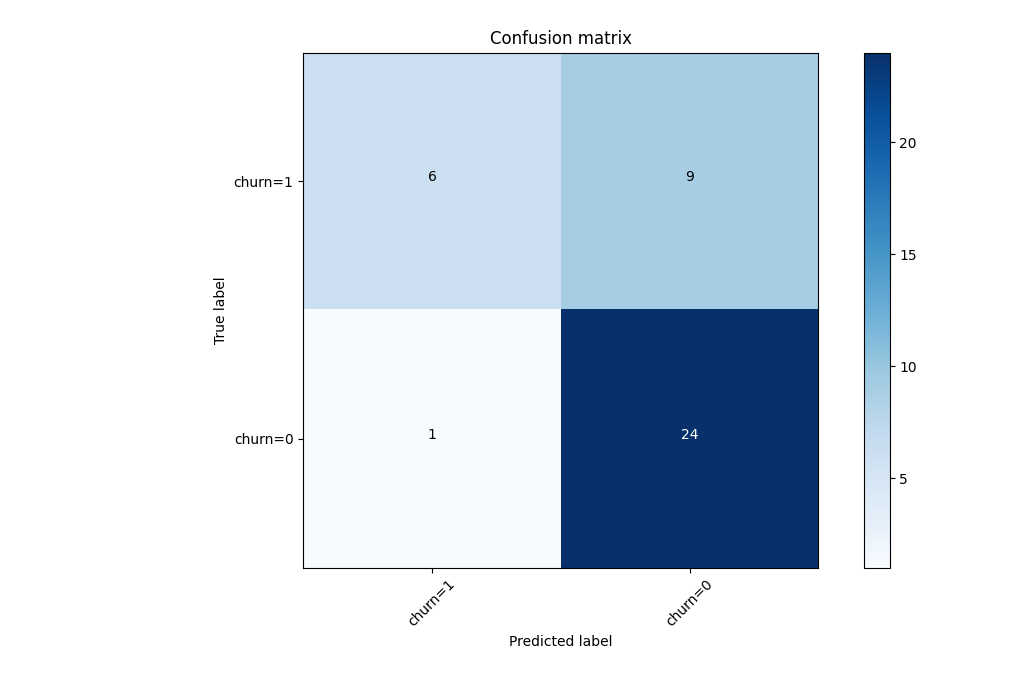 Confusion matrix
True label
churn=1
6
9
churn=0
1
24
churn=1
churn=0
Predicted label
20
15
10
5